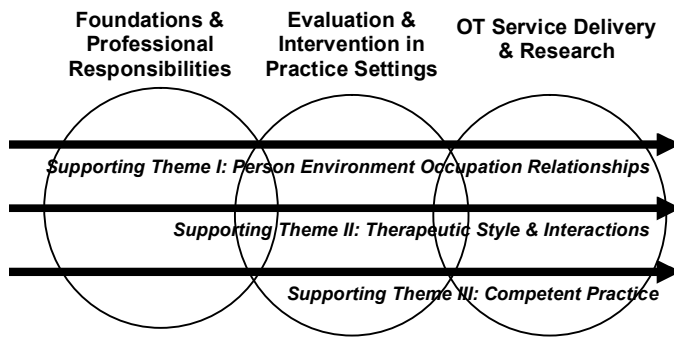 Foundations &
Professional
Responsibilities
Evaluation &
Intervention in
Practice Settings
OT Service Delivery
& Research
Supporting Theme I: Person Environment Occupation Relationships
Supporting Theme II: Therapeutic Style & Interactions
Supporting Theme III: Competent Practice